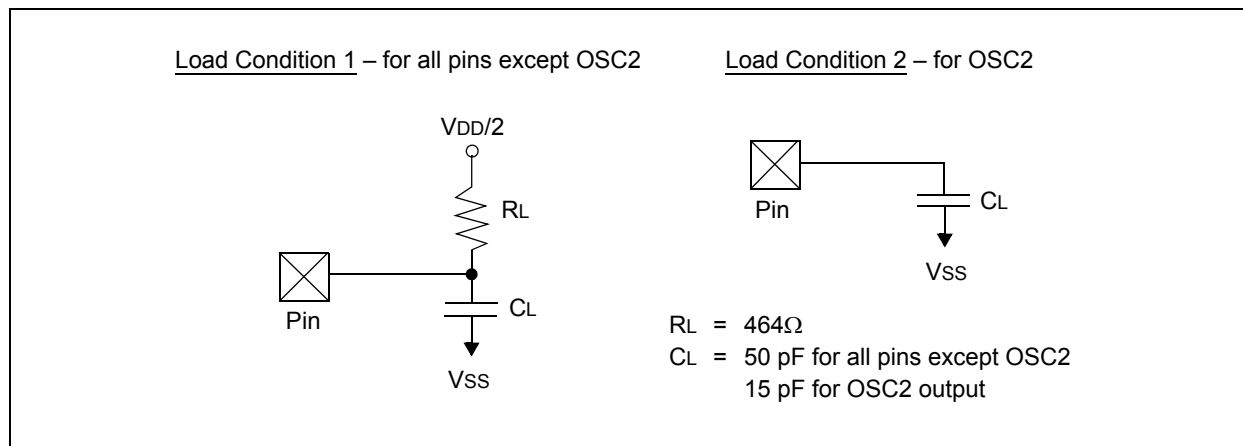 Load Condition 1 – for all pins except OSC2
VDD/2
RL
Pin
CL
VSS
Load Condition 2 – for OSC2
Pin
CL
VSS
RL = 464Ω
CL = 50 pF for all pins except OSC2
15 pF for OSC2 output